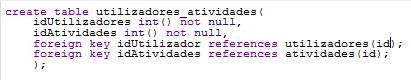 create table utilizadores_atividades(
idUtilizadores int() not null,
idAtividades int() not null,
foreign key idUtilizador references utilizadores(id);
foreign key idAtividades references atividades(id);
);